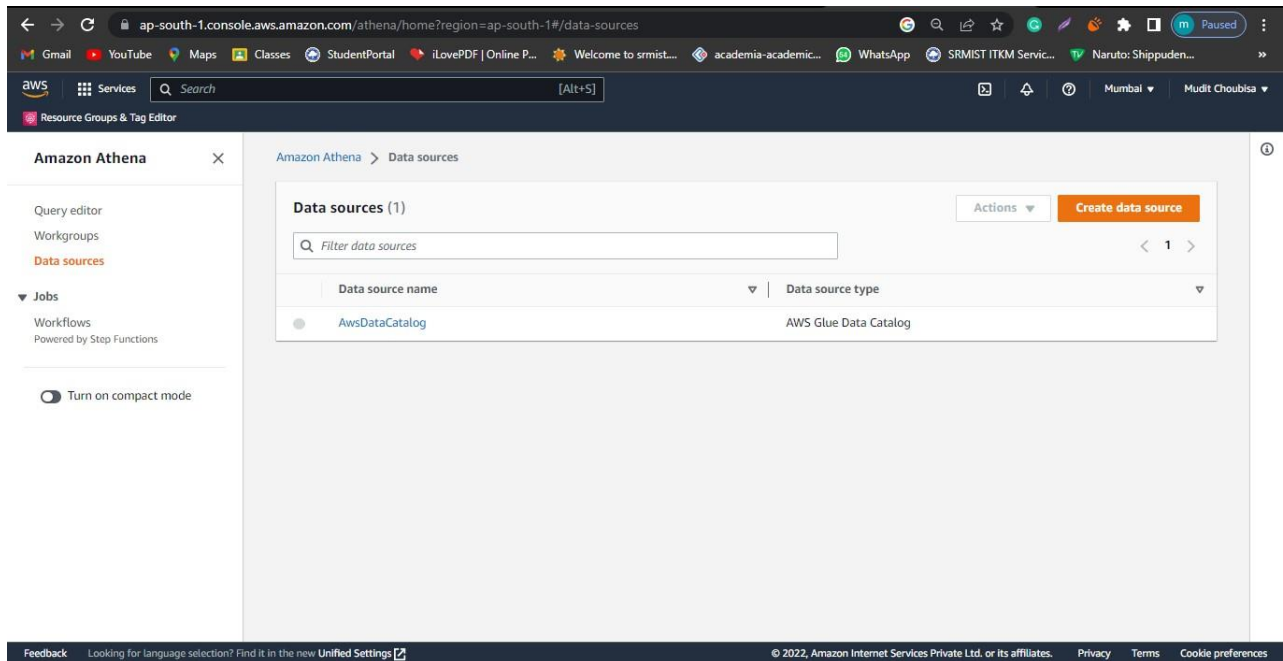 ap-south-1.console.aws.amazon.com/athena/home?region=ap-south-1#/data-sources
m Paused
Gmail YouTube Maps Classes StudentPortal iLovePDF | Online P... Welcome to srmist.... academia-academic... WhatsApp SRMIST ITKM Servic... Naruto: Shippuden... »
aws Services Search [Alt+S] Mumbai Mudit Choubisa
Resource Groups & Tag Editor
Amazon Athena
Query editor
Workgroups
Data sources
Jobs
Workflows
Powered by Step Functions
Turn on compact mode
Amazon Athena > Data sources
Data sources (1) Actions Create data source
Filter data sources < 1 >
Data source name Data source type
AwsDataCatalog AWS Glue Data Catalog
Feedback Looking for language selection? Find it in the new Unified Settings © 2022, Amazon Internet Services Private Ltd. or its affiliates. Privacy Terms Cookie preferences